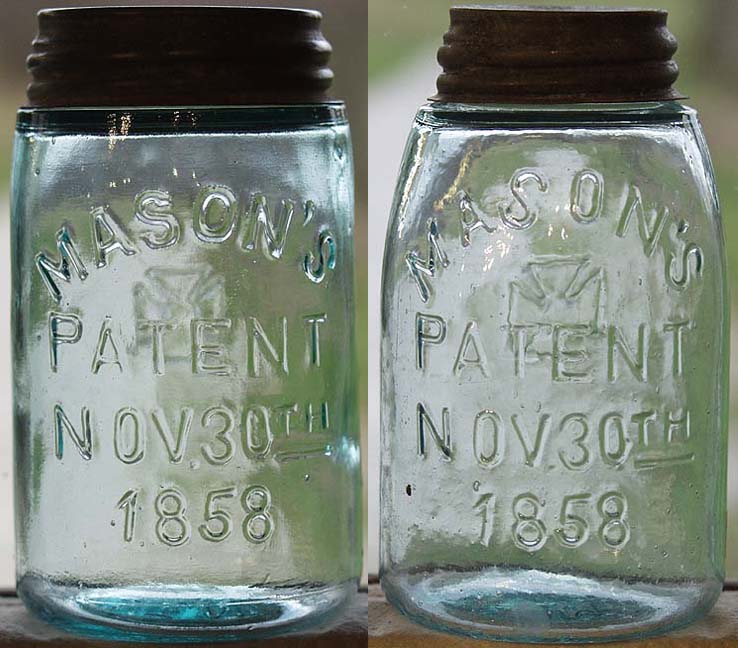 MASON'S
PATENT
NOV.30TH
1858
MASON'S
PATENT
NOV.30TH
1858